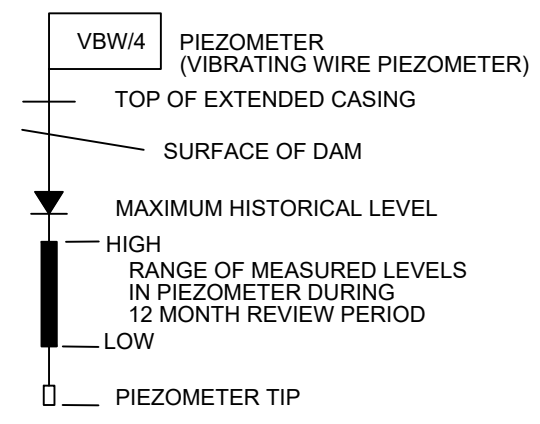 VBW/4
PIEZOMETER
(VIBRATING WIRE PIEZOMETER)
TOP OF EXTENDED CASING
SURFACE OF DAM
MAXIMUM HISTORICAL LEVEL
HIGH
RANGE OF MEASURED LEVELS
IN PIEZOMETER DURING
12 MONTH REVIEW PERIOD
LOW
PIEZOMETER TIP